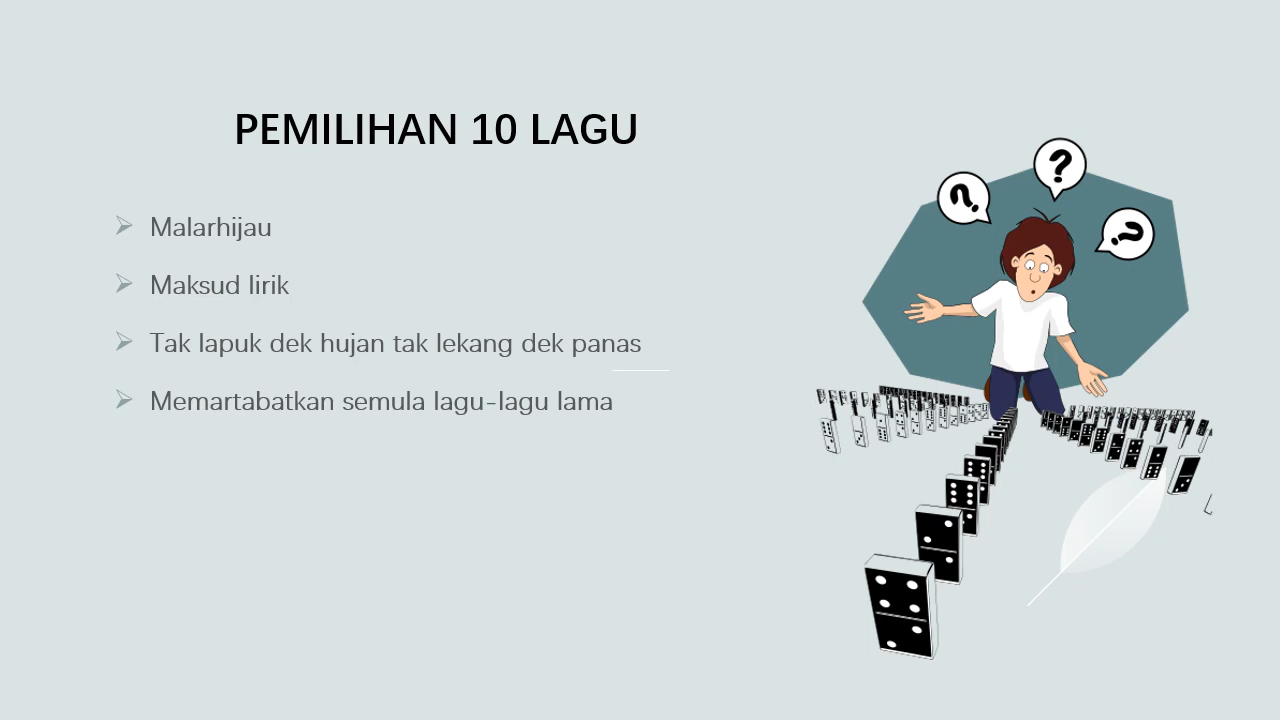 PEMILIHAN 10 LAGU
Malarhijau
Maksud lirik
Tak lapuk dek hujan tak lekang dek panas
Memartabatkan semula lagu-lagu lama
? ? ?